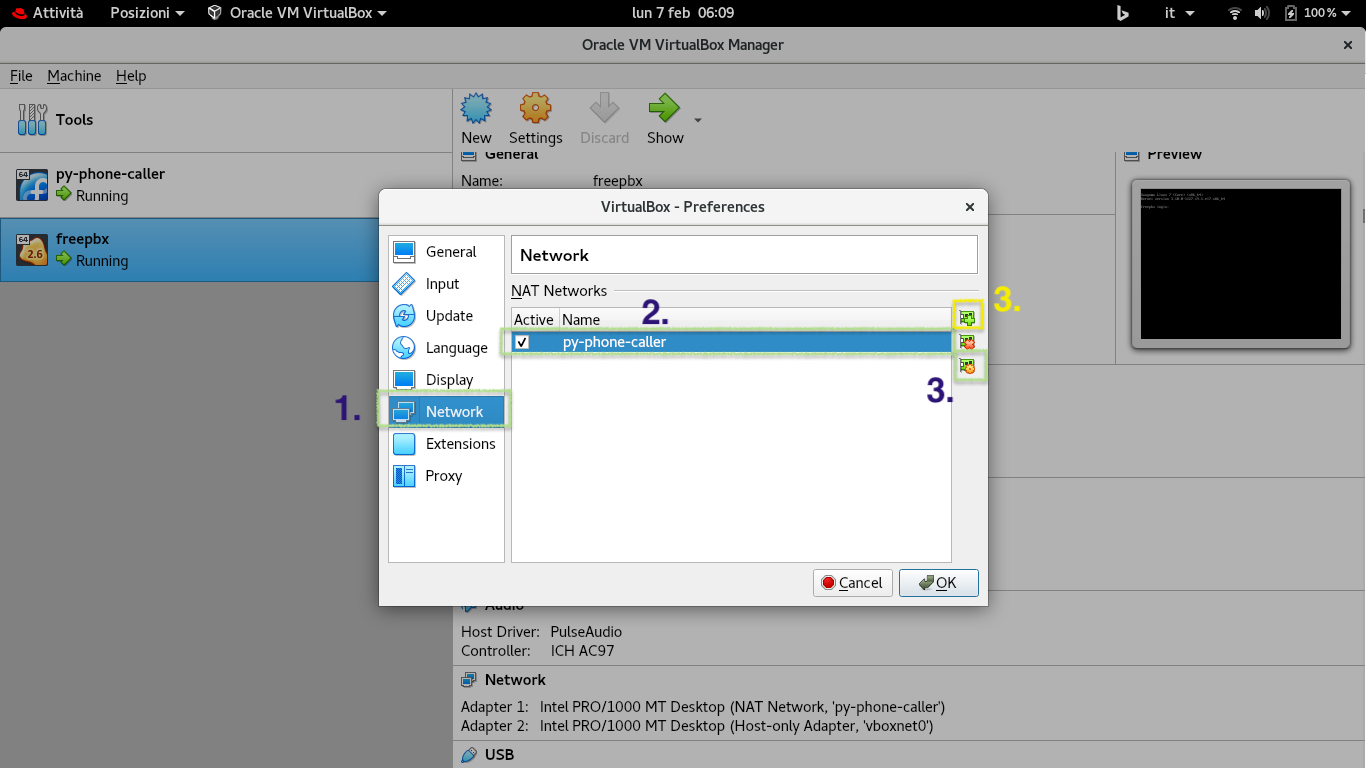 Attività Posizioni Oracle VM VirtualBox lun 7 feb 06:09 it 100%
Oracle VM VirtualBox Manager
File Machine Help
Tools
New Settings Discard Show
64 py-phone-caller
Running
64 2.6 freepbx
Running
General
Name: freepbx
Preview
VirtualBox - Preferences
General
Input
Update
Language
Display
1. Network
Extensions
Proxy
Network
NAT Networks
Active Name
2.
py-phone-caller
3.
3.
Cancel OK
Audio
Host Driver: PulseAudio
Controller: ICH AC97
Network
Adapter 1: Intel PRO/1000 MT Desktop (NAT Network, 'py-phone-caller')
Adapter 2: Intel PRO/1000 MT Desktop (Host-only Adapter, 'vboxnet0')
USB